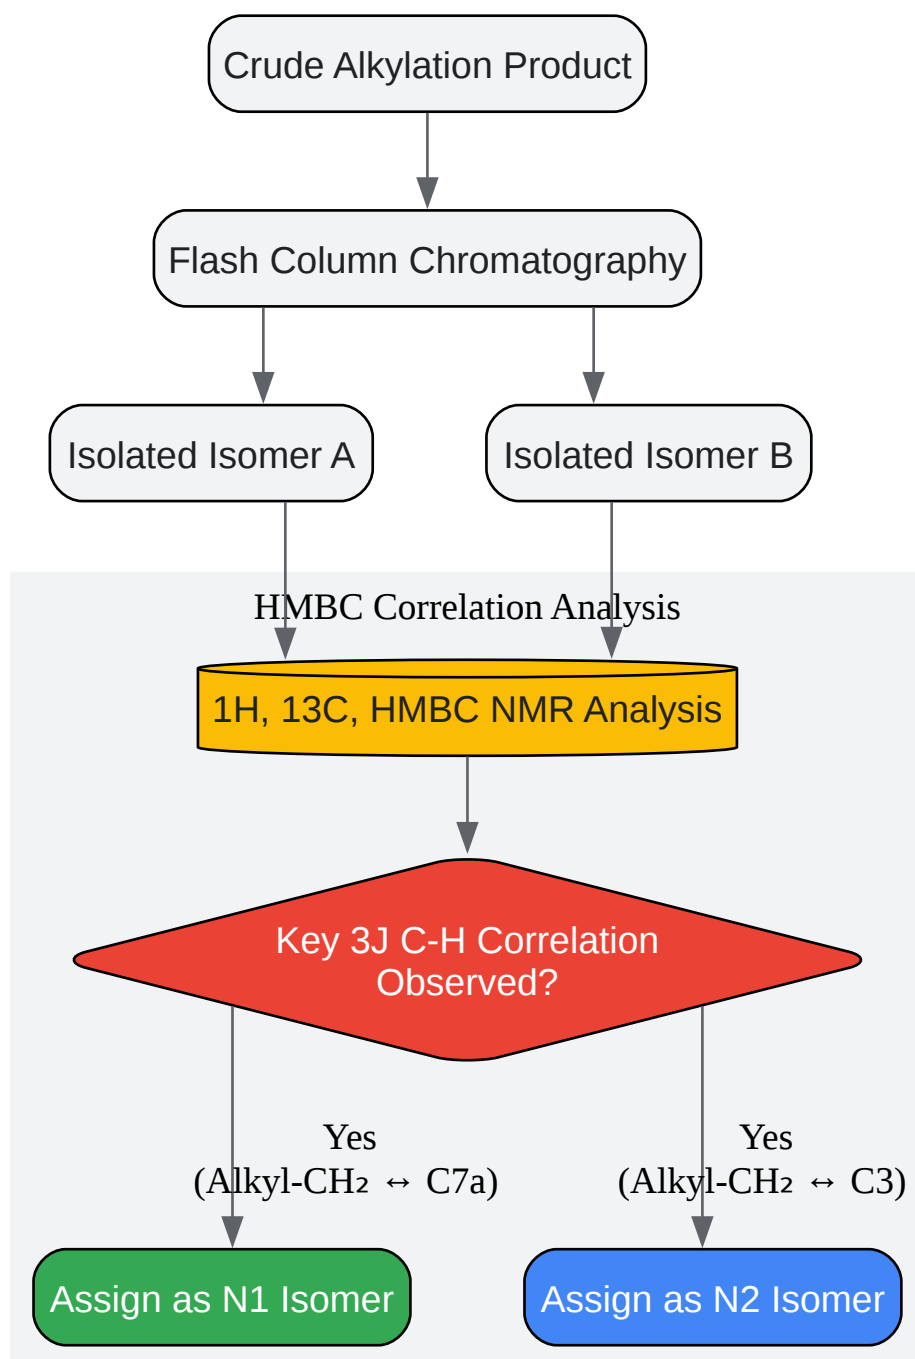 Crude Alkylation Product
Flash Column Chromatography
Isolated Isomer A
Isolated Isomer B
HMBC Correlation Analysis
1H, 13C, HMBC NMR Analysis
Key 3J C-H Correlation
Observed?
Yes
(Alkyl-CH₂ ↔ C7a)
Yes
(Alkyl-CH₂ ↔ C3)
Assign as N1 Isomer
Assign as N2 Isomer